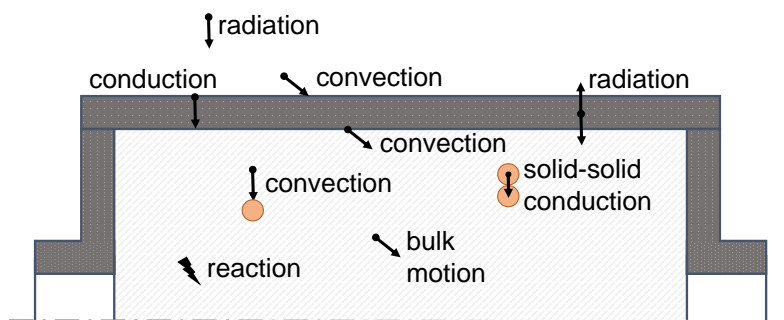 radiation
conduction
convection
radiation
convection
convection
solid-solid
conduction
bulk
motion
reaction